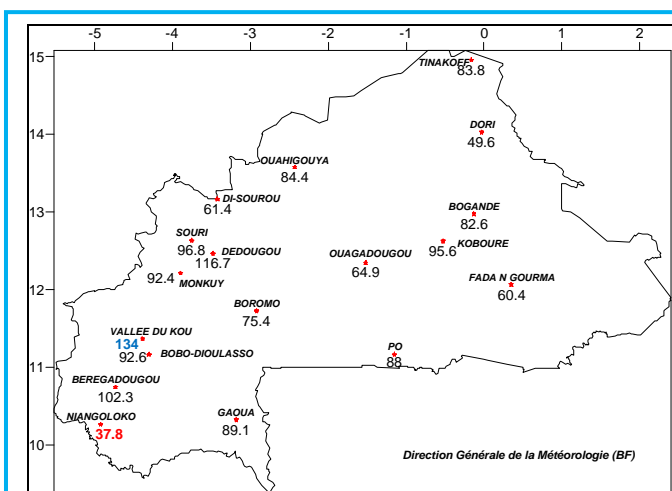 -5 -4 -3 -2 -1 0 1 2
15
TINAKOFF
83.8
14
DORI
49.6
OUAHIGOUYA
84.4
13
DI-SOUROU
61.4
BOGANDE
82.6
SOURI
96.8
DEDOUGOU
116.7
KOBOURE
95.6
OUAGADOUGOU
64.9
92.4
MONKUY
FADA N GOURMA
60.4
12
BOROMO
75.4
VALLEE DU KOU
134
92.6
BOBO-DIOULASSO
PO
88
11
BEREGADOUGOU
102.3
NIANGOLOKO
37.8
GAOUA
89.1
10
Direction Générale de la Météorologie (BF)